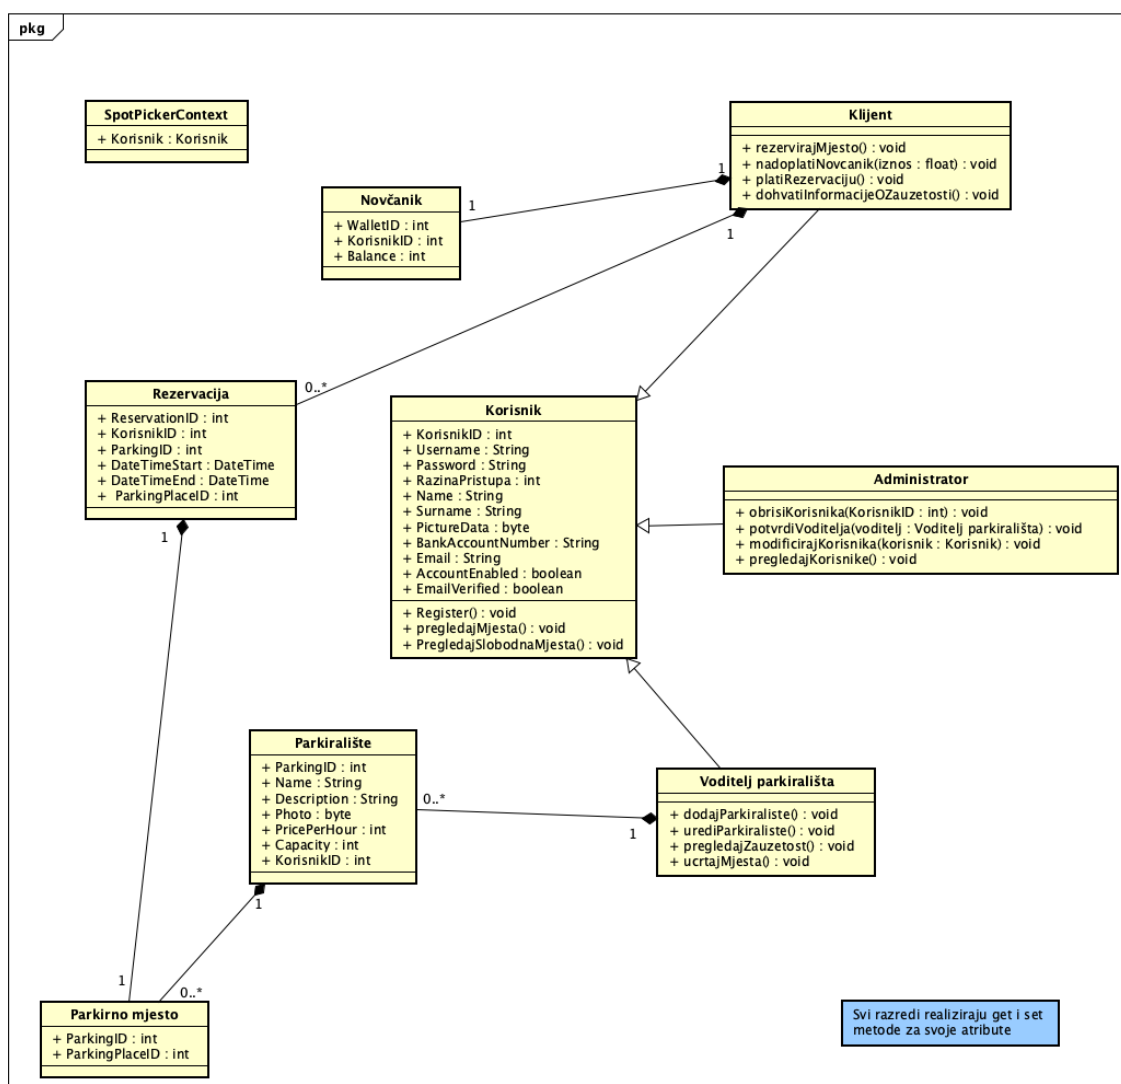 pkg
SpotPickerContext
+ Korisnik : Korisnik
Klijent
+ rezervirajMjesto() : void
+ nadoplatiNovcanik(iznos : float) : void
+ platiRezervaciju() : void
+ dohvatiInformacijeOZauzetosti() : void
1
1
1
Novčanik
+ WalletID : int
+ KorisnikID : int
+ Balance : int
0..*
Rezervacija
+ ReservationID : int
+ KorisnikID : int
+ ParkingID : int
+ DateTimeStart : DateTime
+ DateTimeEnd : DateTime
+ ParkingPlaceID : int
1
Korisnik
+ KorisnikID : int
+ Username : String
+ Password : String
+ RazinaPristupa : int
+ Name : String
+ Surname : String
+ PictureData : byte
+ BankAccountNumber : String
+ Email : String
+ AccountEnabled : boolean
+ EmailVerified : boolean
+ Register() : void
+ pregledajMjesta() : void
+ PregledajSlobodnaMjesta() : void
Administrator
+ obrisiKorisnika(KorisnikID : int) : void
+ potvrdiVoditelja(voditelj : Voditelj parkirališta) : void
+ modificirajKorisnika(korisnik : Korisnik) : void
+ pregledajKorisnike() : void
Parkiralište
+ ParkingID : int
+ Name : String
+ Description : String
+ Photo : byte
+ PricePerHour : int
+ Capacity : int
+ KorisnikID : int
0..*
1
1
Voditelj parkirališta
+ dodajParkiraliste() : void
+ urediParkiraliste() : void
+ pregledajZauzetost() : void
+ ucrtajMjesta() : void
1
0..*
Parkirno mjesto
+ ParkingID : int
+ ParkingPlaceID : int
Svi razredi realiziraju get i set
metode za svoje atribute